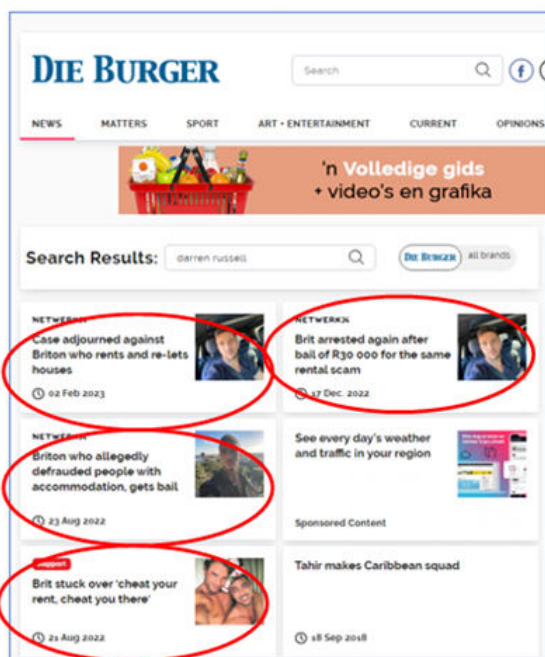 DIE BURGER
Search
NEWS MATTERS SPORT ART + ENTERTAINMENT CURRENT OPINIONS
'n Volledige gids
+ video's en grafika
Search Results: darren russell DIE BURGER all brands
NETWERK24
Case adjourned against
Briton who rents and re-lets
houses
02 Feb 2023
NETWERK24
Brit arrested again after
bail of R30 000 for the same
rental scam
17 Dec. 2022
NETWERK24
Briton who allegedly
defrauded people with
accommodation, gets bail
23 Aug 2022
See every day's weather
and traffic in your region
Sponsored Content
Support
Brit stuck over 'cheat your
rent, cheat you there'
21 Aug 2022
Tahir makes Caribbean squad
18 Sep 2018